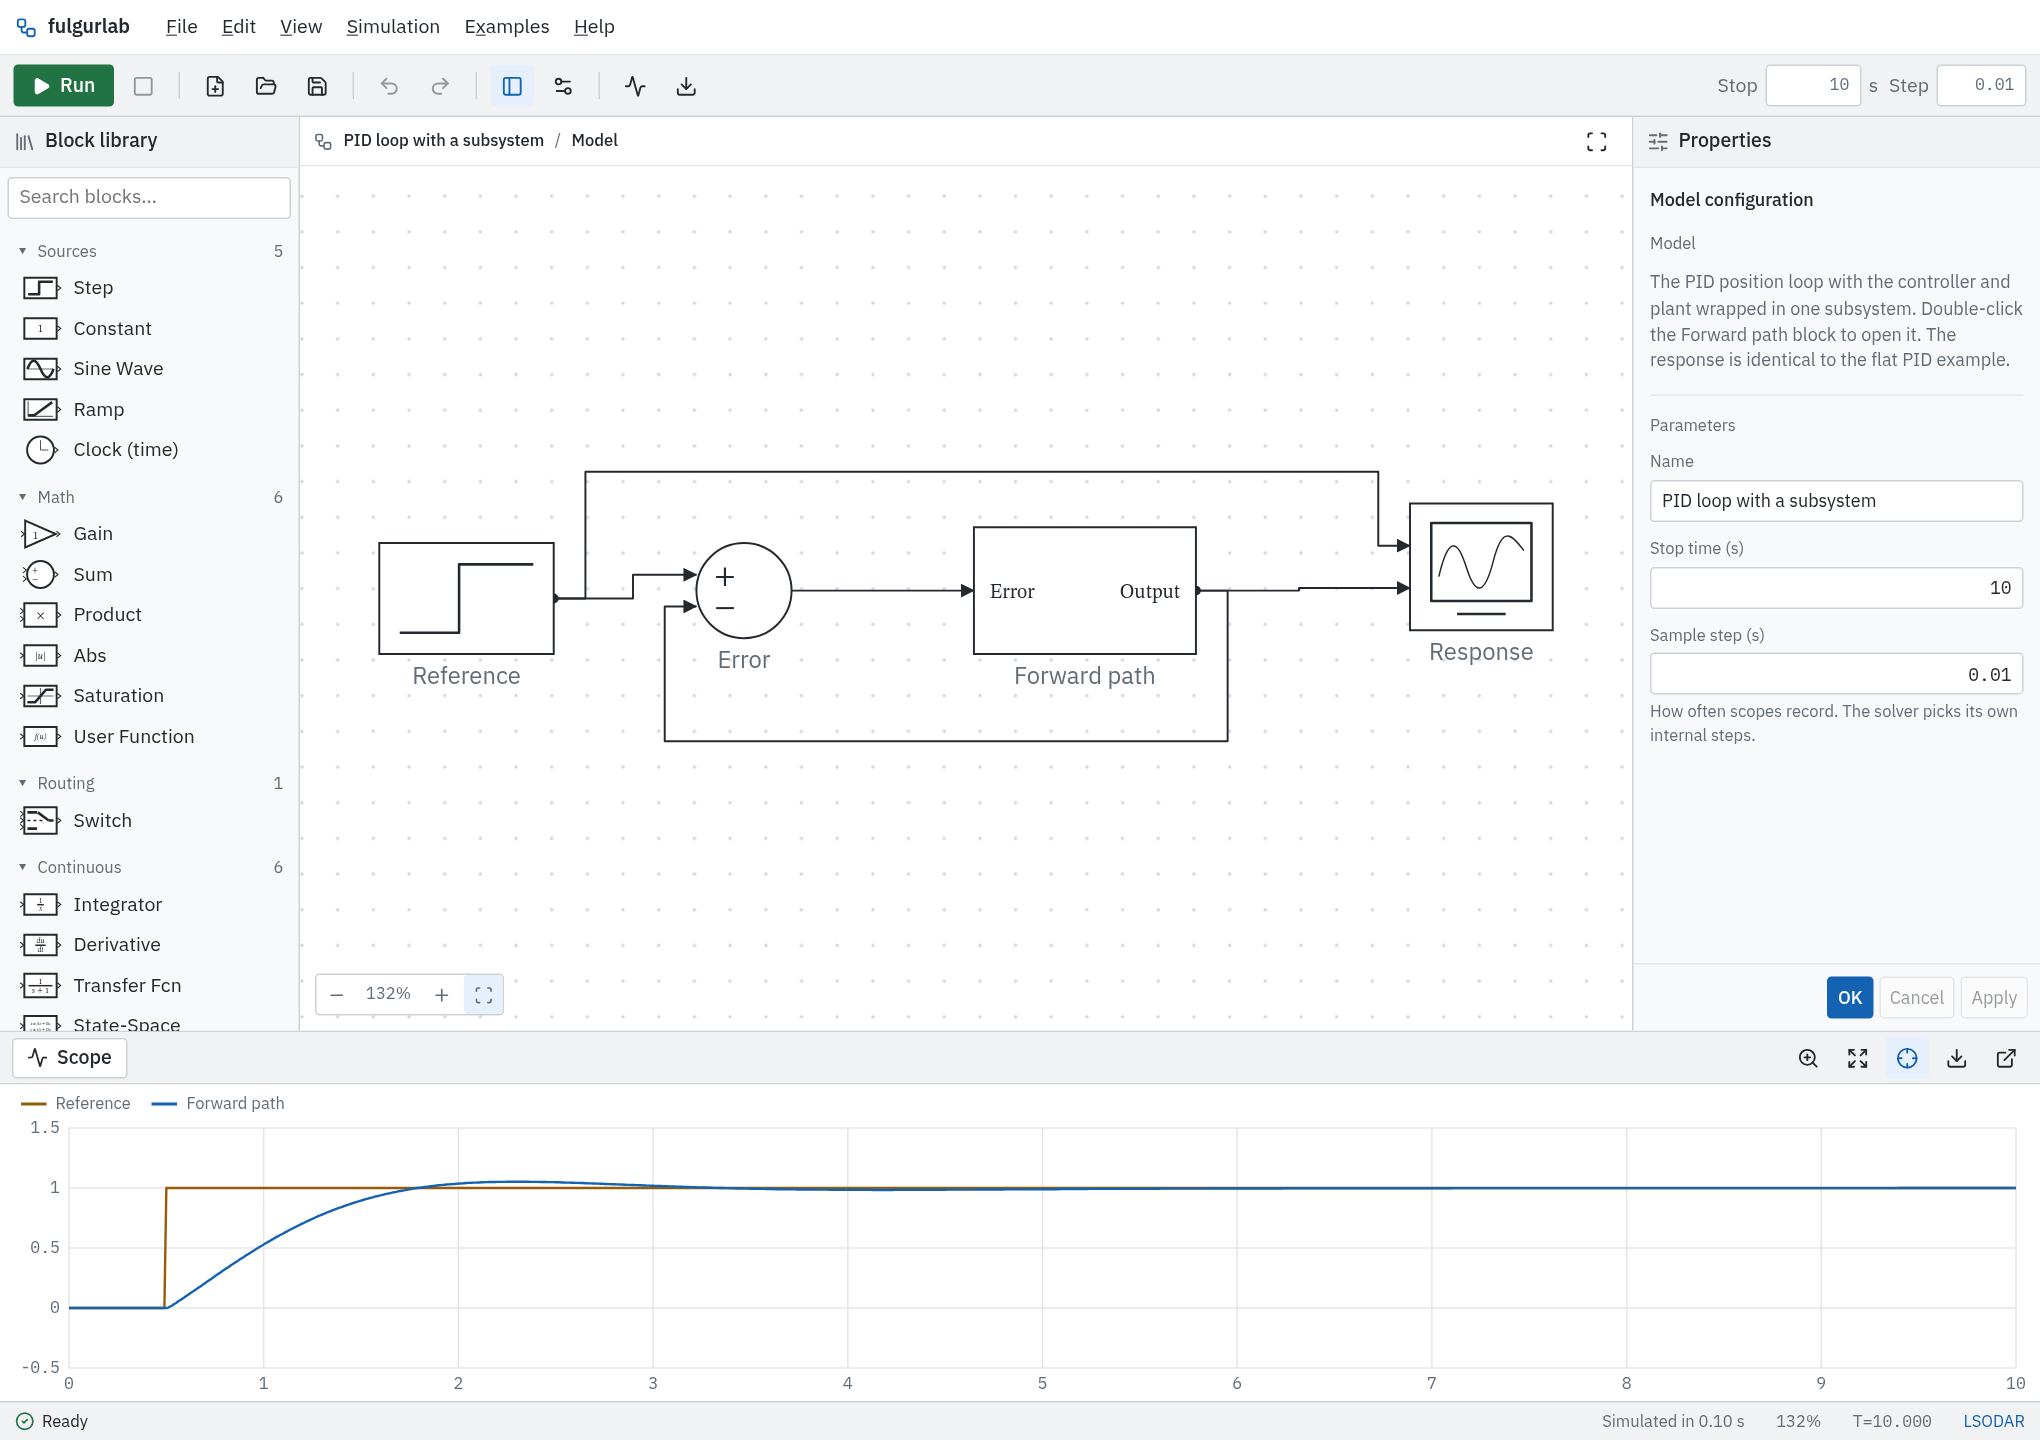 fulgurlab File Edit View Simulation Examples Help
Run Stop 10 s Step 0.01
Block library
Search blocks...
Sources 5
Step
1 Constant
Sine Wave
Ramp
Clock (time)
Math 6
1 Gain
+ − Sum
× Product
|u| Abs
Saturation
f(u) User Function
Routing 1
Switch
Continuous 6
Integrator
Derivative
Transfer Fcn
State-Space
PID loop with a subsystem / Model
Reference
+
−
Error
Error Output
Forward path
Response
− 132% +
Properties
Model configuration
Model
The PID position loop with the controller and
plant wrapped in one subsystem. Double-click
the Forward path block to open it. The
response is identical to the flat PID example.
Parameters
Name
PID loop with a subsystem
Stop time (s)
10
Sample step (s)
0.01
How often scopes record. The solver picks its own
internal steps.
OK Cancel Apply
Scope
Reference Forward path
1.5
1
0.5
0
-0.5
0 1 2 3 4 5 6 7 8 9 10
Ready Simulated in 0.10 s 132% T=10.000 LSODAR